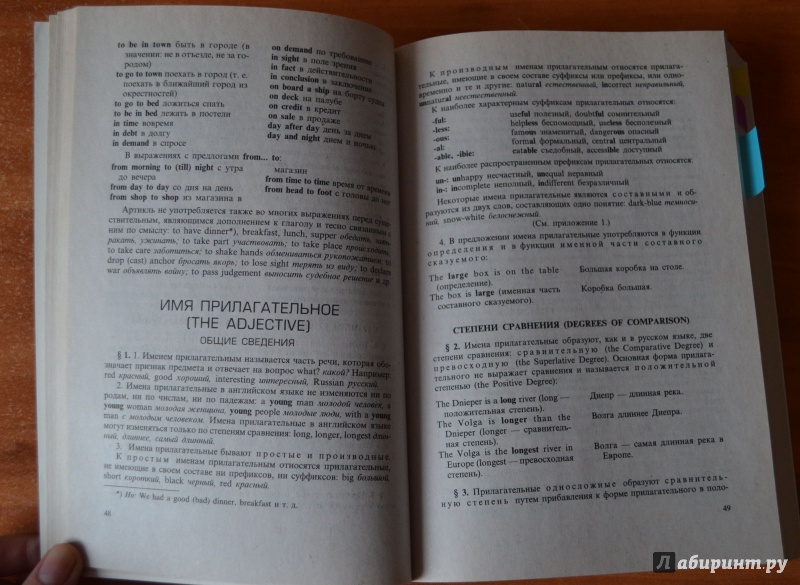 to be in town быть в городе (в
значении: не в отъезде, не за го-
родом)
to go to town поехать в город (т. е.
поехать в ближайший город из
окрестностей)
to go to bed ложиться спать
to be in bed лежать в постели
in time вовремя
in debt в долгу
in demand в спросе
on demand по требованию
in sight в поле зрения
in fact в действительности
in conclusion в заключение
on board a ship на борту судна
on deck на палубе
on credit в кредит
on sale в продаже
day after day день за днем
day and night днем и ночью
В выражениях с предлогами from... to:
from morning to (till) night с утра
до вечера
from day to day со дня на день
from shop to shop из магазина в
магазин
from time to time время от времени
from head to foot с головы до ног
Артикль не употребляется также во многих выражениях перед суще-
ствительным, являющимся дополнением к глаголу и тесно связанным с
ним по смыслу: to have dinner*), breakfast, lunch, supper обедать, завт-
ракать, ужинать; to take part участвовать; to take place происходить;
to take care заботиться; to shake hands обмениваться рукопожатием; to
drop (cast) anchor бросать якорь; to lose sight терять из виду; to declare
war объявлять войну; to pass judgement выносить судебное решение и др.
ИМЯ ПРИЛАГАТЕЛЬНОЕ
(THE ADJECTIVE)
ОБЩИЕ СВЕДЕНИЯ
§ 1. 1. Именем прилагательным называется часть речи, которая обо-
значает признак предмета и отвечает на вопрос what? какой? Например:
red красный, good хороший, interesting интересный, Russian русский.
2. Имена прилагательные в английском языке не изменяются ни по
родам, ни по числам, ни по падежам: a young man молодой человек, a
young woman молодая женщина, young people молодые люди, with a young
man с молодым человеком. Имена прилагательные в английском языке
могут изменяться только по степеням сравнения: long, longer, longest длин-
ный, длиннее, самый длинный.
3. Имена прилагательные бывают простые и производные.
К простым именам прилагательным относятся прилагательные,
не имеющие в своем составе ни префиксов, ни суффиксов: big большой,
short короткий, black черный, red красный.
*) Но: We had a good (bad) dinner, breakfast и т. д.
48
К производным именам прилагательным относятся прилага-
тельные, имеющие в своем составе суффиксы или префиксы, или одно-
временно и те и другие: natural естественный, incorrect неправильный,
unnatural неестественный.
К наиболее характерным суффиксам прилагательных относятся:
-ful: useful полезный, doubtful сомнительный
-less: helpless беспомощный, useless бесполезный
-ous: famous знаменитый, dangerous опасный
-al: formal формальный, central центральный
-able, -ible: eatable съедобный, accessible доступный
К наиболее распространенным префиксам прилагательных относятся:
un-: unhappy несчастный, unequal неравный
in-: incomplete неполный, indifferent безразличный
Некоторые имена прилагательные являются составными и об-
разуются из двух слов, составляющих одно понятие: dark-blue темноси-
ний, snow-white белоснежный.
(См. приложение 1.)
4. В предложении имена прилагательные употребляются в функции
определения и в функции именной части составного
сказуемого:
The large box is on the table Большая коробка на столе.
(определение).
The box is large (именная часть Коробка большая.
составного сказуемого).
СТЕПЕНИ СРАВНЕНИЯ (DEGREES OF COMPARISON)
§ 2. Имена прилагательные образуют, как и в русском языке, две
степени сравнения: сравнительную (the Comparative Degree) и
превосходную (the Superlative Degree). Основная форма прилага-
тельного не выражает сравнения и называется положительной
степенью (the Positive Degree):
The Dnieper is a long river (long — Днепр — длинная река.
положительная степень).
The Volga is longer than the Волга длиннее Днепра.
Dnieper (longer — сравнитель-
ная степень).
The Volga is the longest river in Волга — самая длинная река в
Europe (longest — превосходная Европе.
степень).
§ 3. Прилагательные односложные образуют сравнитель-
ную степень путем прибавления к форме прилагательного в поло-
49
Лабиринт.ру